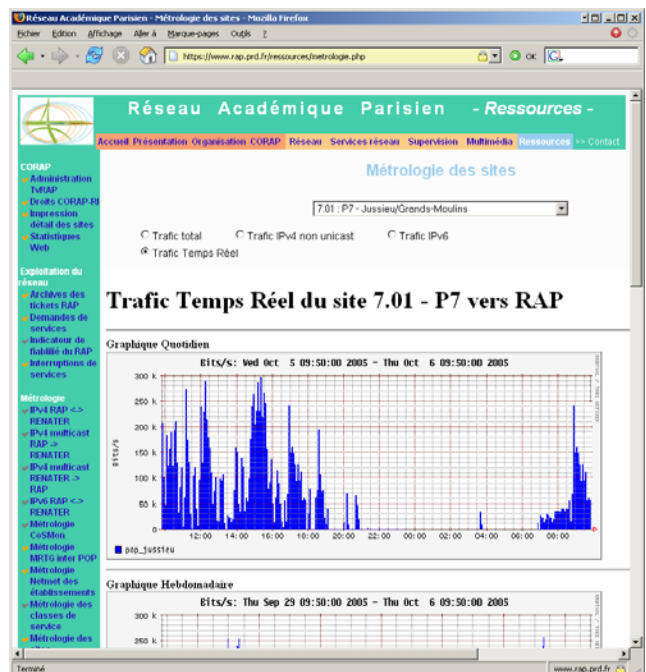 Réseau Académique Parisien - Métrologie des sites - Mozilla Firefox
Fichier Edition Affichage Aller à Marque-pages Outils ?
https://www.rap.prd.fr/ressources/metrologie.php
OK
Réseau Académique Parisien - Ressources -
Accueil Présentation Organisation CORAP Réseau Services réseau Supervision Multimédia Ressources >> Contact
CORAP
Administration
TvRAP
Droits CORAP-RI
Impression
détail des sites
Statistiques
Web
Exploitation du
réseau
Archives des
tickets RAP
Demandes de
services
Indicateur de
fiabilié du RAP
Interruptions de
services
Métrologie
IPv4 RAP <->
RENATER
IPv4 multicast
RAP ->
RENATER
IPv4 multicast
RENATER ->
RAP
IPv6 RAP <->
RENATER
Métrologie
CoSMon
Métrologie
MRTG inter POP
Métrologie
Netmet des
établissements
Métrologie des
classes de
service
Métrologie des
Métrologie des sites
7.01 : P7 - Jussieu/Grands-Moulins
Trafic total Trafic IPv4 non unicast Trafic IPv6
Trafic Temps Réel
Trafic Temps Réel du site 7.01 - P7 vers RAP
Graphique Quotidien
Bits/s: Wed Oct 5 09:50:00 2005 - Thu Oct 6 09:50:00 2005
Bits/s
300 k
250 k
200 k
150 k
100 k
50 k
0
12:00 14:00 16:00 18:00 20:00 22:00 00:00 02:00 04:00 06:00 08:00
pop_jussieu
Graphique Hebdomadaire
Bits/s: Thu Sep 29 09:50:00 2005 - Thu Oct 6 09:50:00 2005
300 k
250 k
Terminé
www.rap.prd.fr